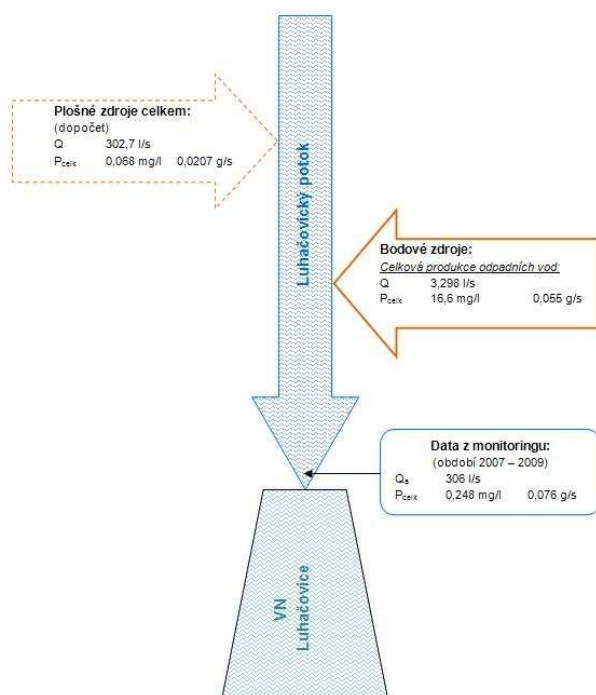 Plošné zdroje celkem:
(dopočet)
Q 302,7 l/s
Pcelk 0,068 mg/l 0,0207 g/s
Luhačovický potok
Bodové zdroje:
Celková produkce odpadních vod:
Q 3,298 l/s
Pcelk 16,6 mg/l 0,055 g/s
Data z monitoringu:
(období 2007 – 2009)
Qa 306 l/s
Pcelk 0,248 mg/l 0,076 g/s
VN
Luhačovice